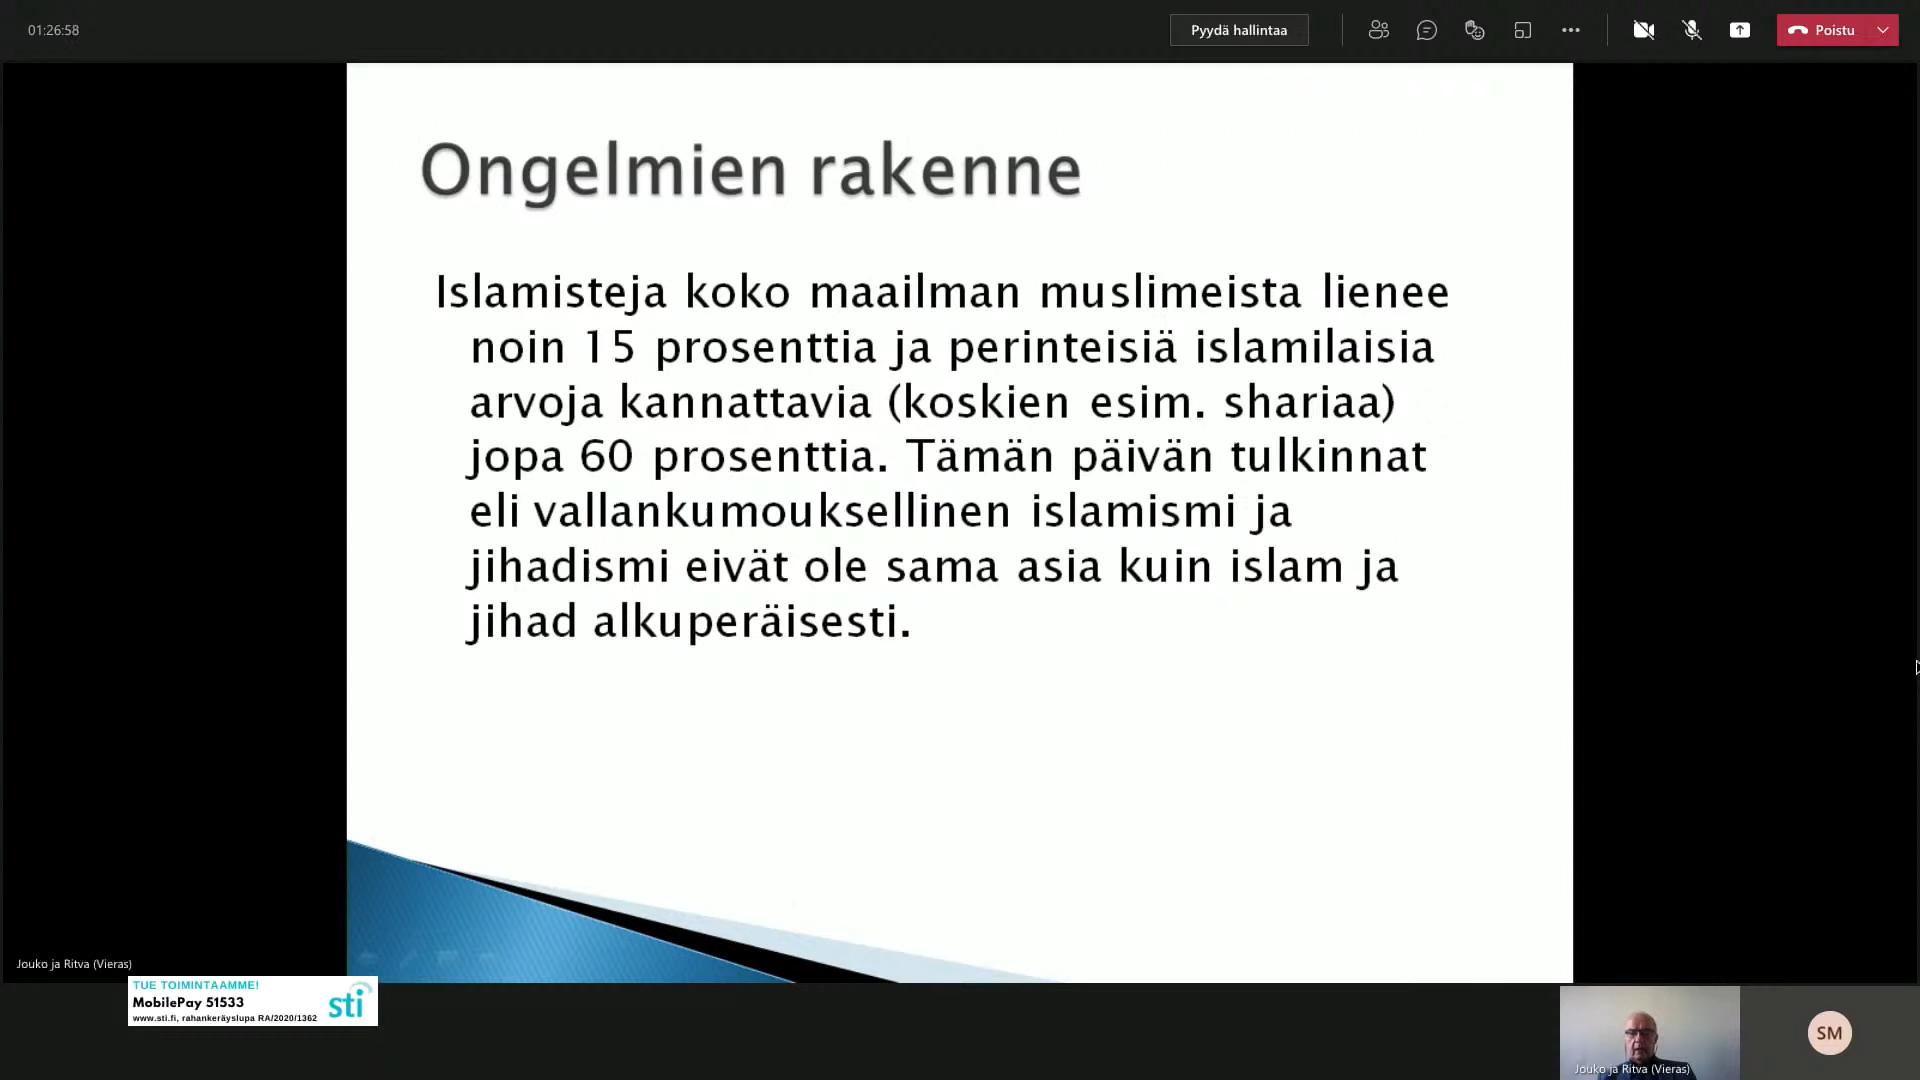 01:26:58
Pyydä hallintaa
Poistu
Ongelmien rakenne
Islamisteja koko maailman muslimeista lienee
noin 15 prosenttia ja perinteisiä islamilaisia
arvoja kannattavia (koskien esim. shariaa)
jopa 60 prosenttia. Tämän päivän tulkinnat
eli vallankumouksellinen islamismi ja
jihadismi eivät ole sama asia kuin islam ja
jihad alkuperäisesti.
Jouko ja Ritva (Vieras)
TUE TOIMINTAAMME!
MobilePay 51533
www.sti.fi, rahankeräyslupa RA/2020/1362
sti
Jouko ja Ritva (Vieras)
SM